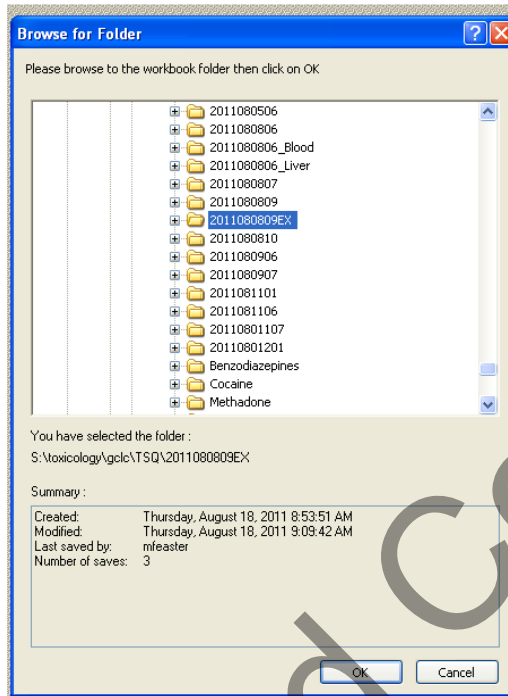 Browse for Folder
Please browse to the workbook folder then click on OK
2011080506
2011080806
2011080806_Blood
2011080806_Liver
2011080807
2011080809
2011080809EX
2011080810
2011080906
2011080907
2011081101
2011081106
20110801107
20110801201
Benzodiazepines
Cocaine
Methadone
You have selected the folder :
S:\toxicology\gclc\TSQ\2011080809EX
Summary :
Created: Thursday, August 18, 2011 8:53:51 AM
Modified: Thursday, August 18, 2011 9:09:42 AM
Last saved by: mfeaster
Number of saves: 3
OK Cancel